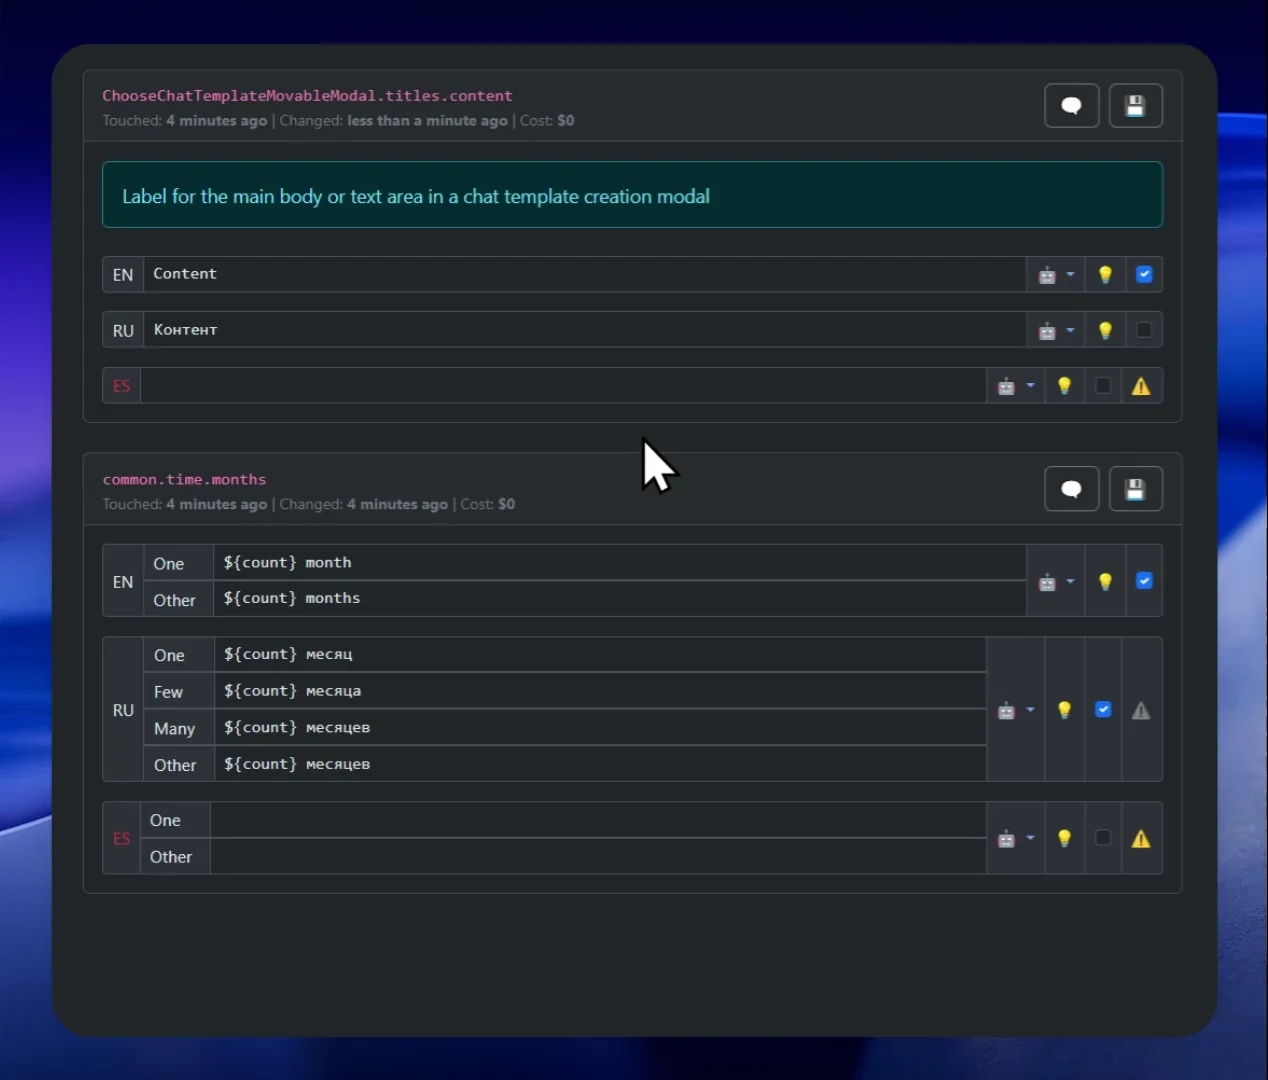 ChooseChatTemplateMovableModal.titles.content
Touched: 4 minutes ago | Changed: less than a minute ago | Cost: $0
Label for the main body or text area in a chat template creation modal
EN Content
RU Контент
ES
common.time.months
Touched: 4 minutes ago | Changed: 4 minutes ago | Cost: $0
EN
One ${count} month
Other ${count} months
RU
One ${count} месяц
Few ${count} месяца
Many ${count} месяцев
Other ${count} месяцев
ES
One
Other